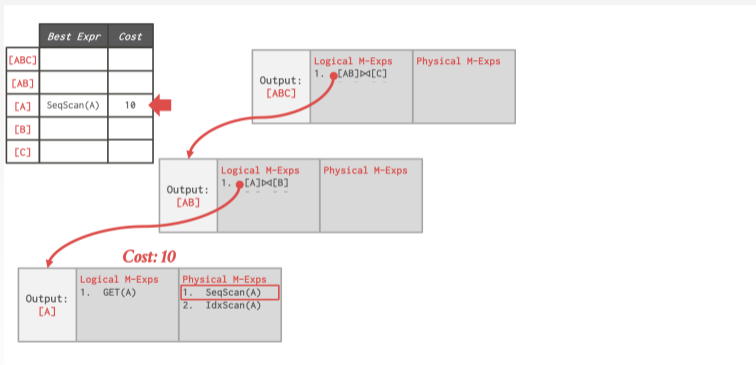 Best Expr Cost
[ABC]
[AB]
[A] SeqScan(A) 10
[B]
[C]
Output:
[ABC]
Logical M-Exps
1. [AB]⨝[C]
Physical M-Exps
Output:
[AB]
Logical M-Exps
1. [A]⨝[B]
Physical M-Exps
Cost: 10
Output:
[A]
Logical M-Exps
1. GET(A)
Physical M-Exps
1. SeqScan(A)
2. IdxScan(A)